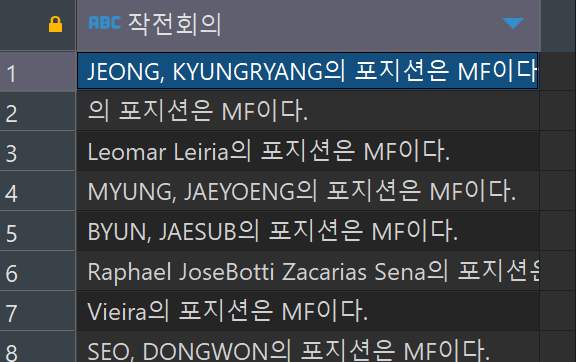 ABC 작전회의
1 JEONG, KYUNGRYANG의 포지션은 MF이다
2 의 포지션은 MF이다.
3 Leomar Leiria의 포지션은 MF이다.
4 MYUNG, JAEYOENG의 포지션은 MF이다.
5 BYUN, JAESUB의 포지션은 MF이다.
6 Raphael JoseBotti Zacarias Sena의 포지션은
7 Vieira의 포지션은 MF이다.
8 SEO, DONGWON의 포지션은 MF이다.